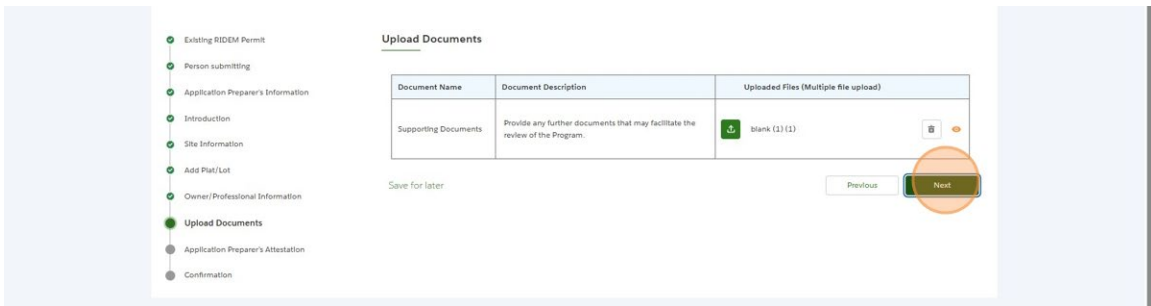 Existing RIDEM Permit
Person submitting
Application Preparer's Information
Introduction
Site Information
Add Plat/Lot
Owner/Professional Information
Upload Documents
Application Preparer's Attestation
Confirmation
Upload Documents
Document Name
Document Description
Uploaded Files (Multiple file upload)
Supporting Documents
Provide any further documents that may facilitate the
review of the Program.
blank (1) (1)
Save for later
Previous
Next